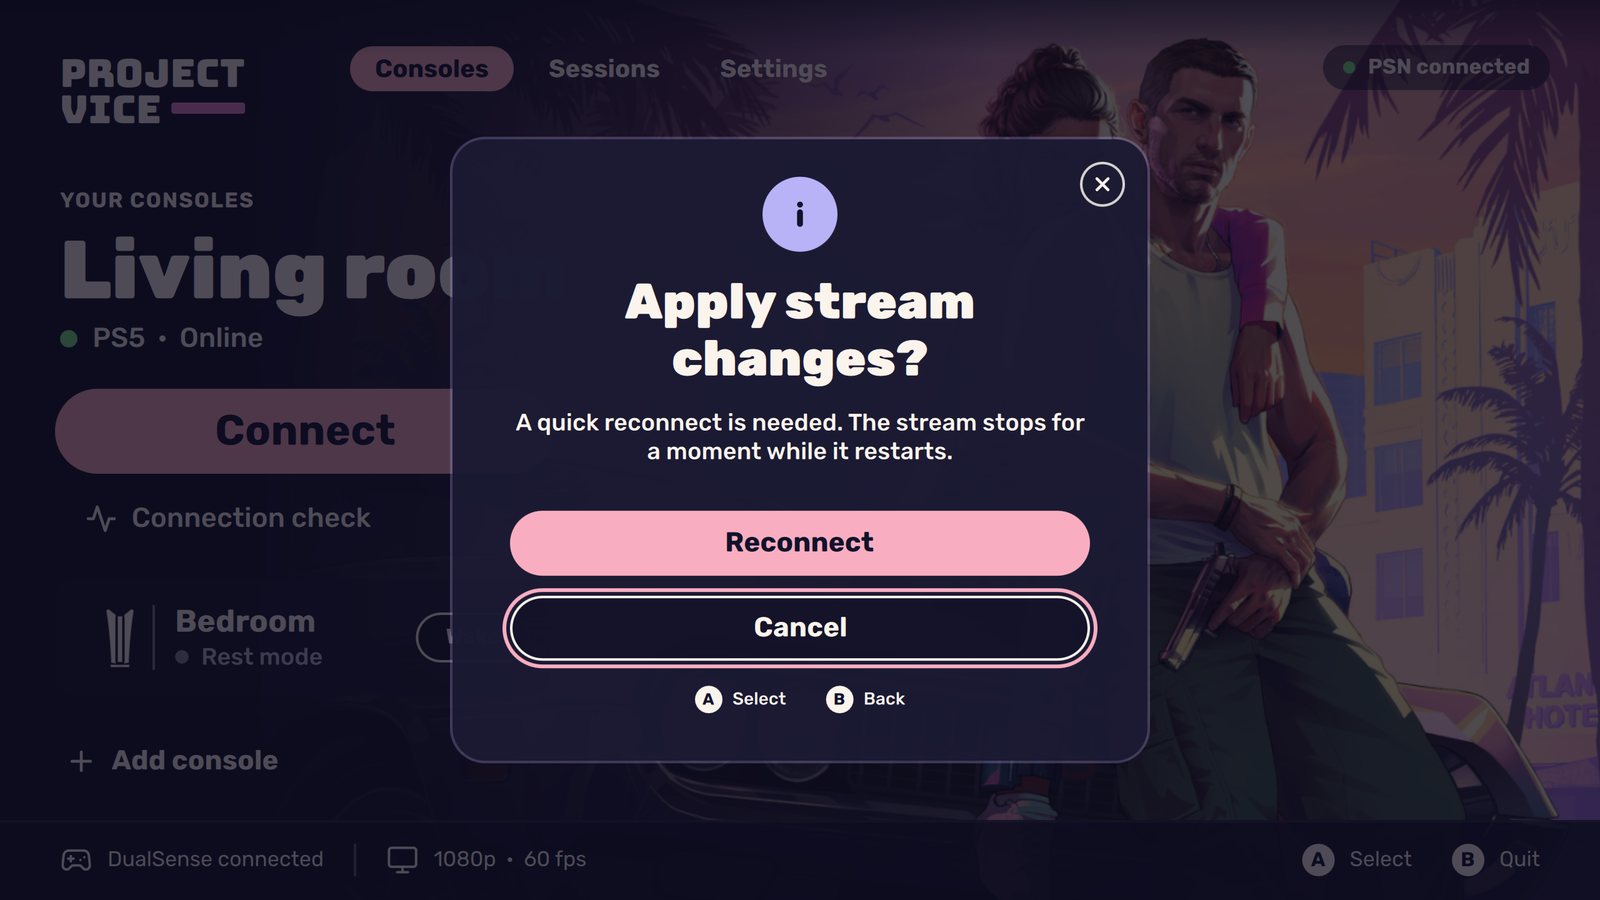 PROJECT
VICE
Consoles
Sessions
Settings
PSN connected
YOUR CONSOLES
Living
PS5 • Online
Connect
Connection check
Bedroom
Rest mode
Add console
i
Apply stream
changes?
A quick reconnect is needed. The stream stops for
a moment while it restarts.
Reconnect
Cancel
A Select
B Back
HOTE
DualSense connected
1080p • 60 fps
A Select
B Quit